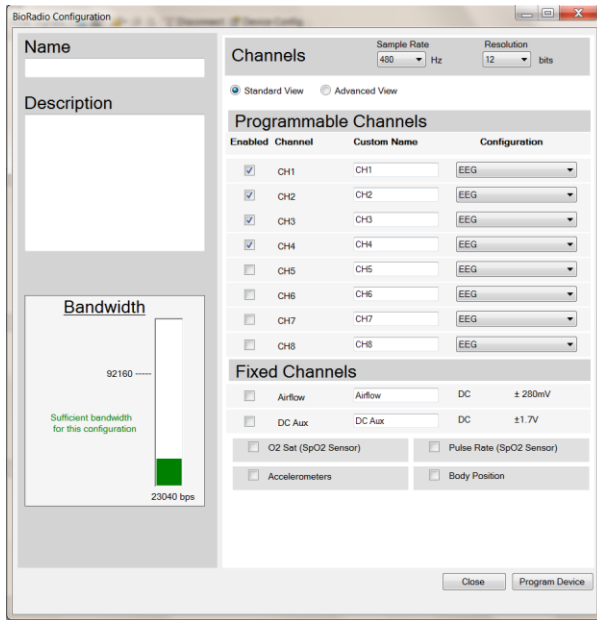 BioRadio Configuration
Name
Description
Bandwidth
92160 -----
Sufficient bandwidth
for this configuration
23040 bps
Channels
Sample Rate
480 Hz
Resolution
12 bits
Standard View Advanced View
Programmable Channels
Enabled Channel Custom Name Configuration
CH1 CH1 EEG
CH2 CH2 EEG
CH3 CH3 EEG
CH4 CH4 EEG
CH5 CH5 EEG
CH6 CH6 EEG
CH7 CH7 EEG
CH8 CH8 EEG
Fixed Channels
Airflow Airflow DC ± 280mV
DC Aux DC Aux DC ±1.7V
O2 Sat (SpO2 Sensor) Pulse Rate (SpO2 Sensor)
Accelerometers Body Position
Close Program Device